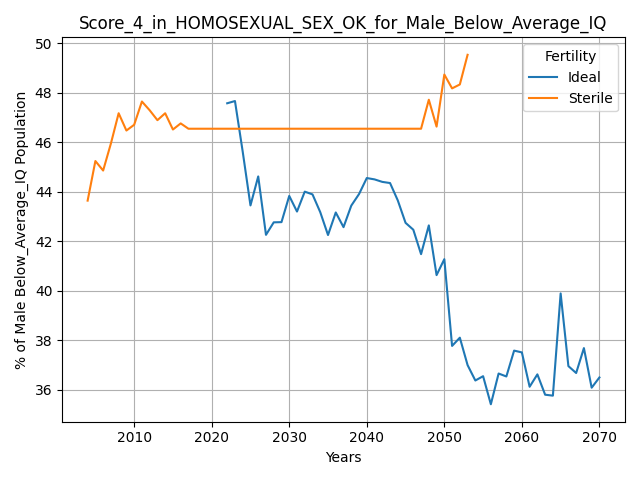 Score_4_in_HOMOSEXUAL_SEX_OK_for_Male_Below_Average_IQ
50
48
46
44
42
40
38
36
% of Male Below_Average_IQ Population
Fertility
Ideal
Sterile
2010 2020 2030 2040 2050 2060 2070
Years